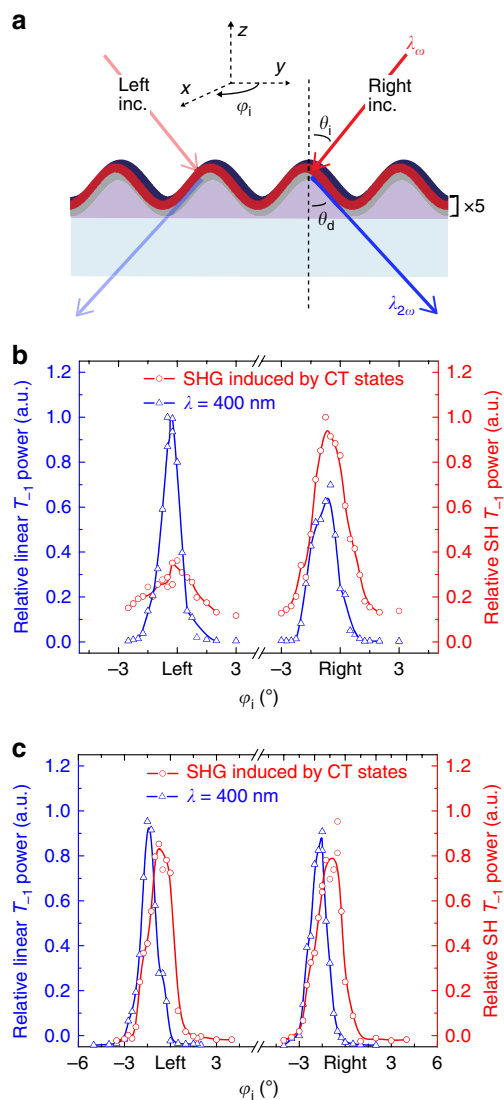 a
z
y
x
φi
Left inc.
Right inc.
λω
θi
θd
×5
λ2ω
b
SHG induced by CT states
λ = 400 nm
Relative linear T−1 power (a.u.)
Relative SH T−1 power (a.u.)
1.2
1.0
0.8
0.6
0.4
0.2
0.0
1.2
1.0
0.8
0.6
0.4
0.2
0.0
−3 Left 3 −3 Right 3
φi (°)
c
SHG induced by CT states
λ = 400 nm
Relative linear T−1 power (a.u.)
Relative SH T−1 power (a.u.)
1.2
1.0
0.8
0.6
0.4
0.2
0.0
1.2
1.0
0.8
0.6
0.4
0.2
0.0
−6 −3 Left 3 −6 −3 Right 3 6
φi (°)